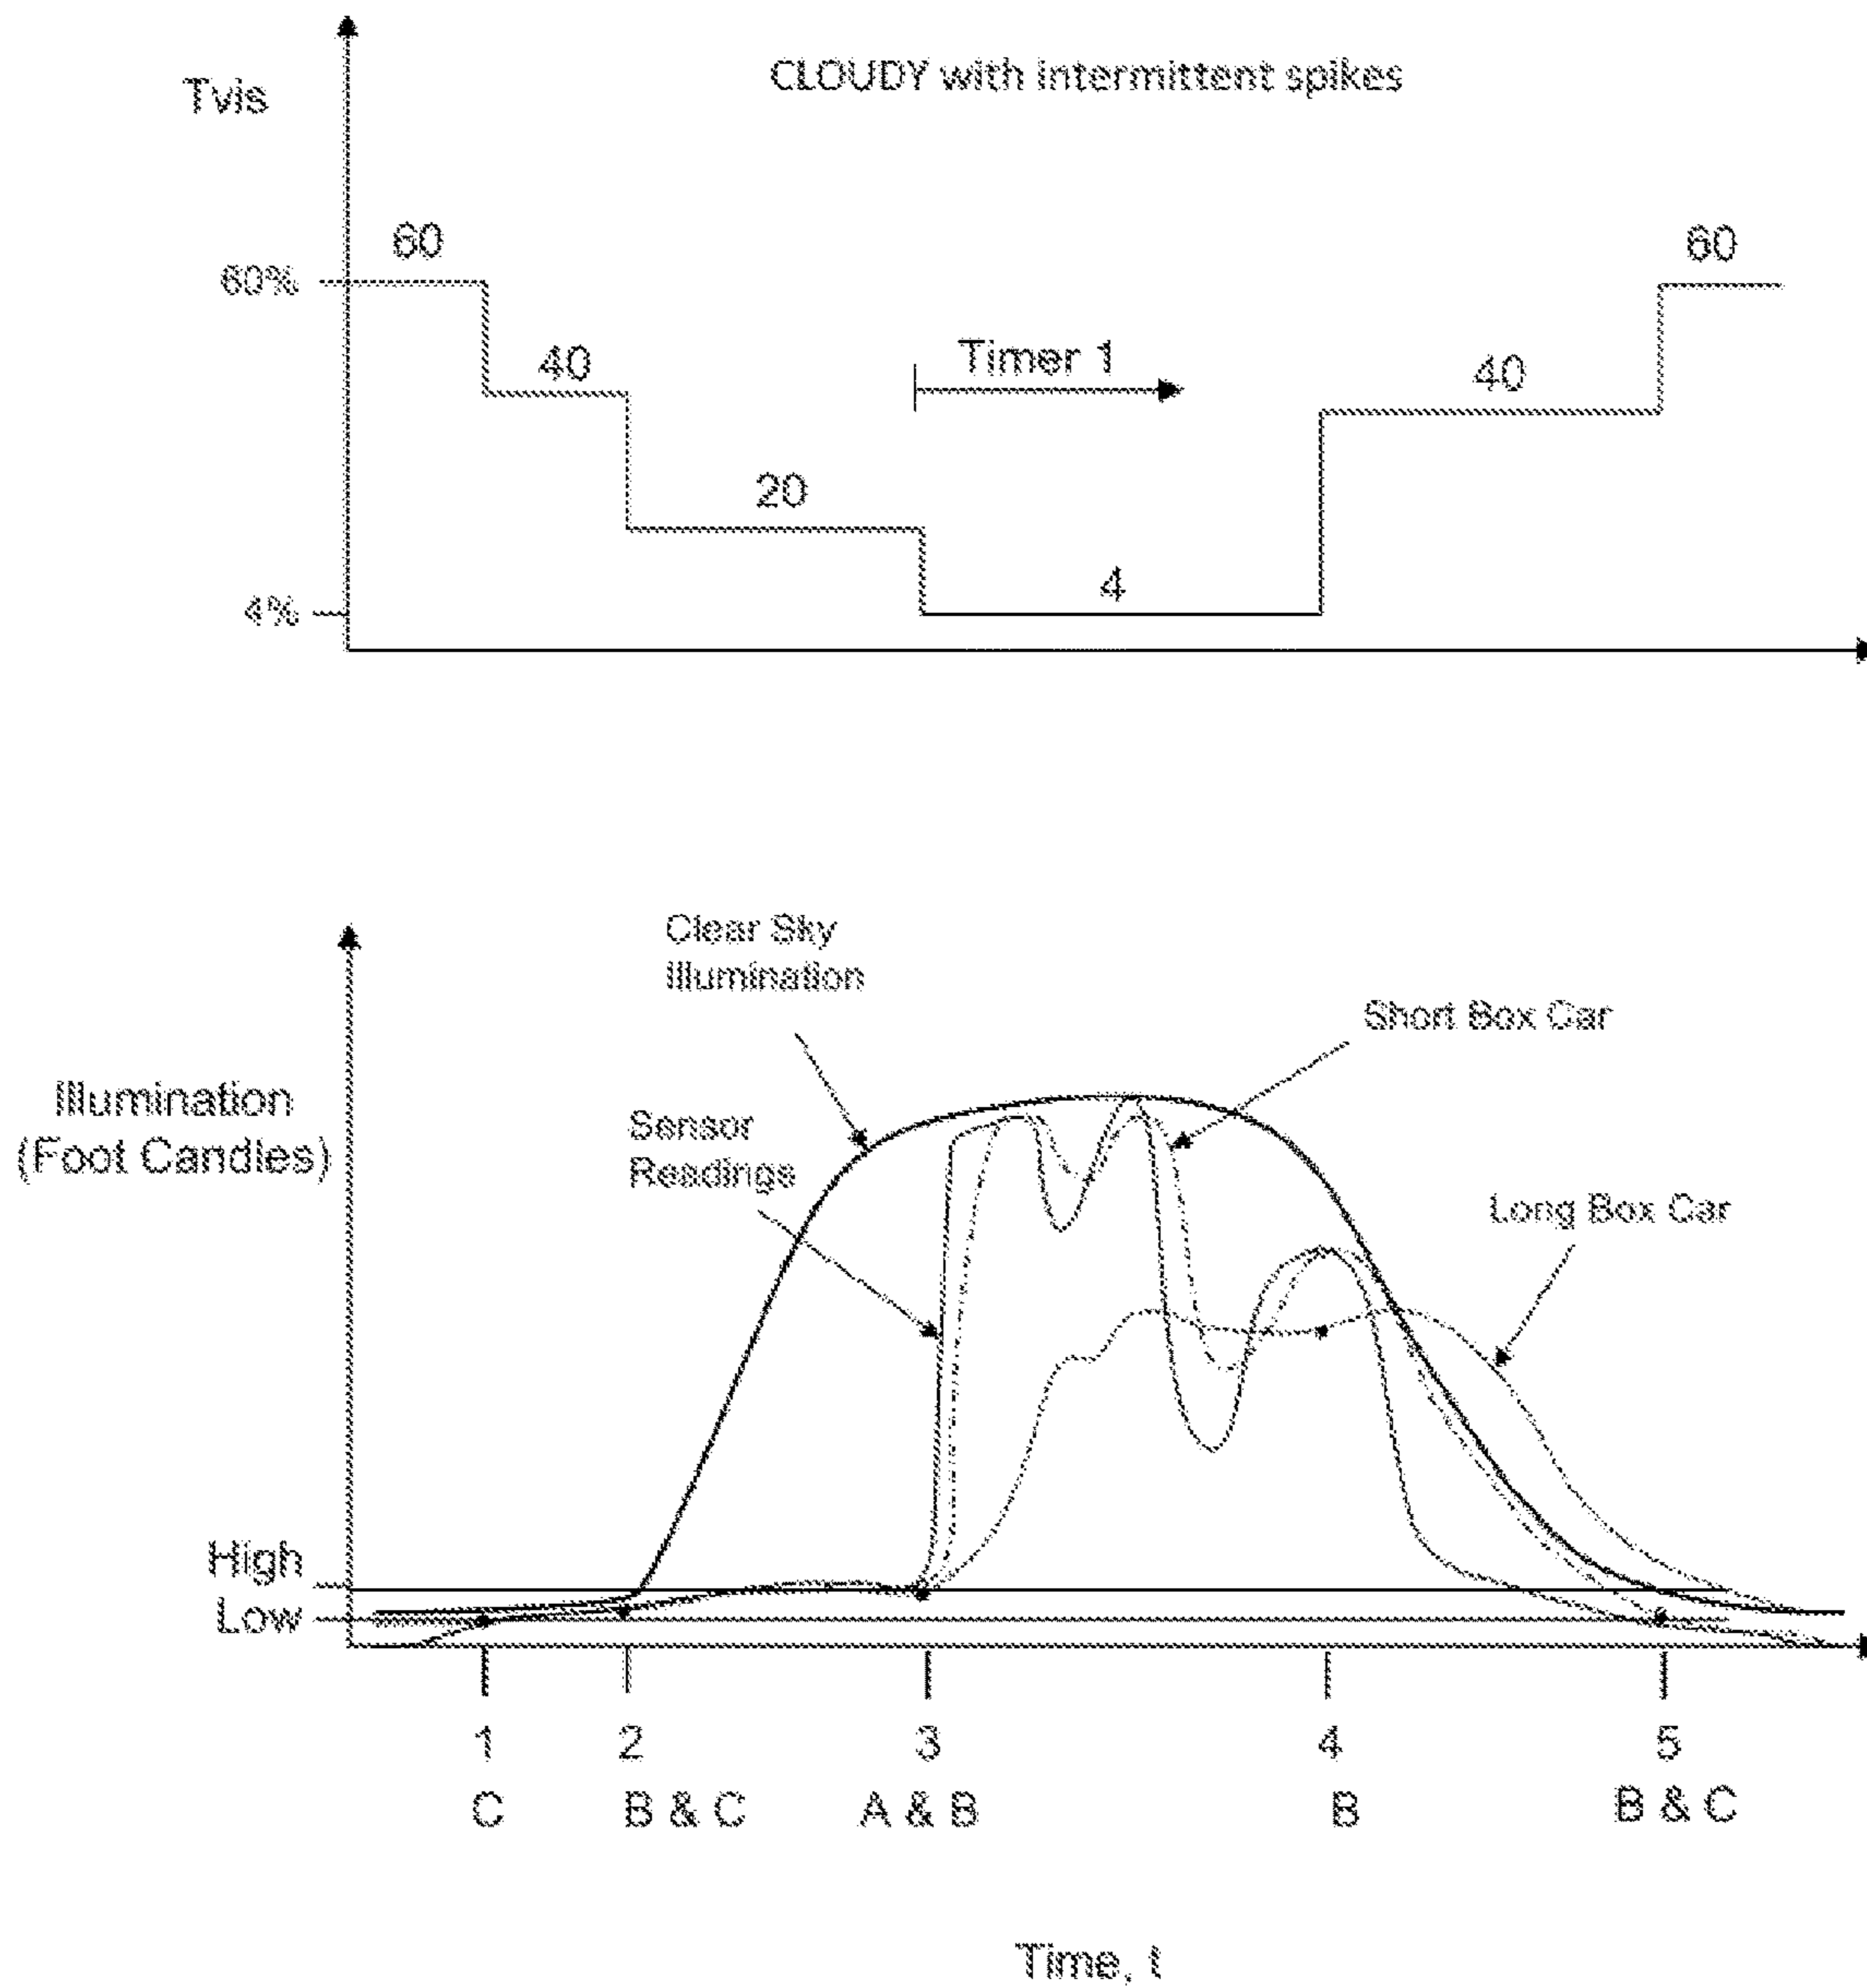 CLOUDY with intermittent spikes
Tvis
60
60
60%
40
Timer 1
40
20
4
4%
Clear Sky
Illumination
Short Box Car
Illumination
(Foot Candles)
Sensor
Readings
Long Box Car
High
Low
1
2
3
4
5
C
B & C
A & B
B
B & C
Time, t